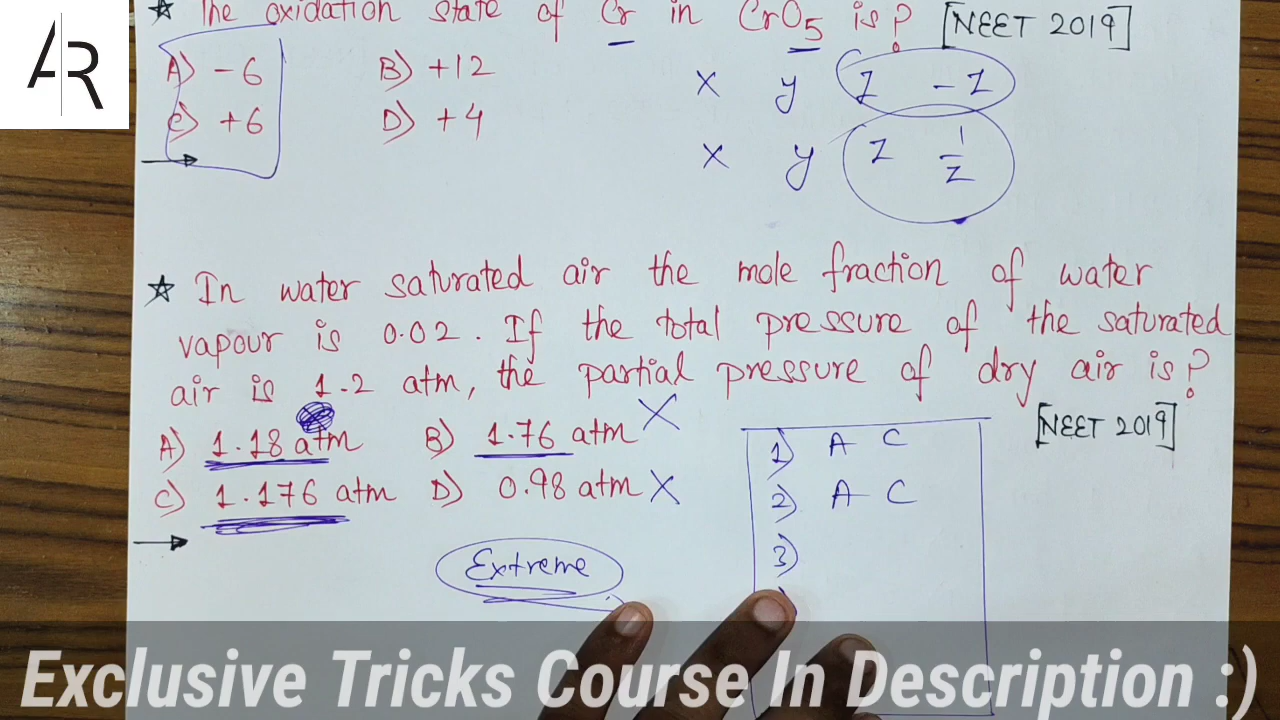 AR
☆ The oxidation state of Cr in CrO5 is? [NEET 2019]
A) -6 B) +12
C) +6 D) +4
x y z -z
x y z 1/z
☆ In water saturated air the mole fraction of water
vapour is 0.02. If the total pressure of the saturated
air is 1.2 atm, the partial pressure of dry air is?
[NEET 2019]
A) 1.18 atm B) 1.76 atm X
C) 1.176 atm D) 0.98 atm X
Extreme
1) A C
2) A C
3)
Exclusive Tricks Course In Description :)